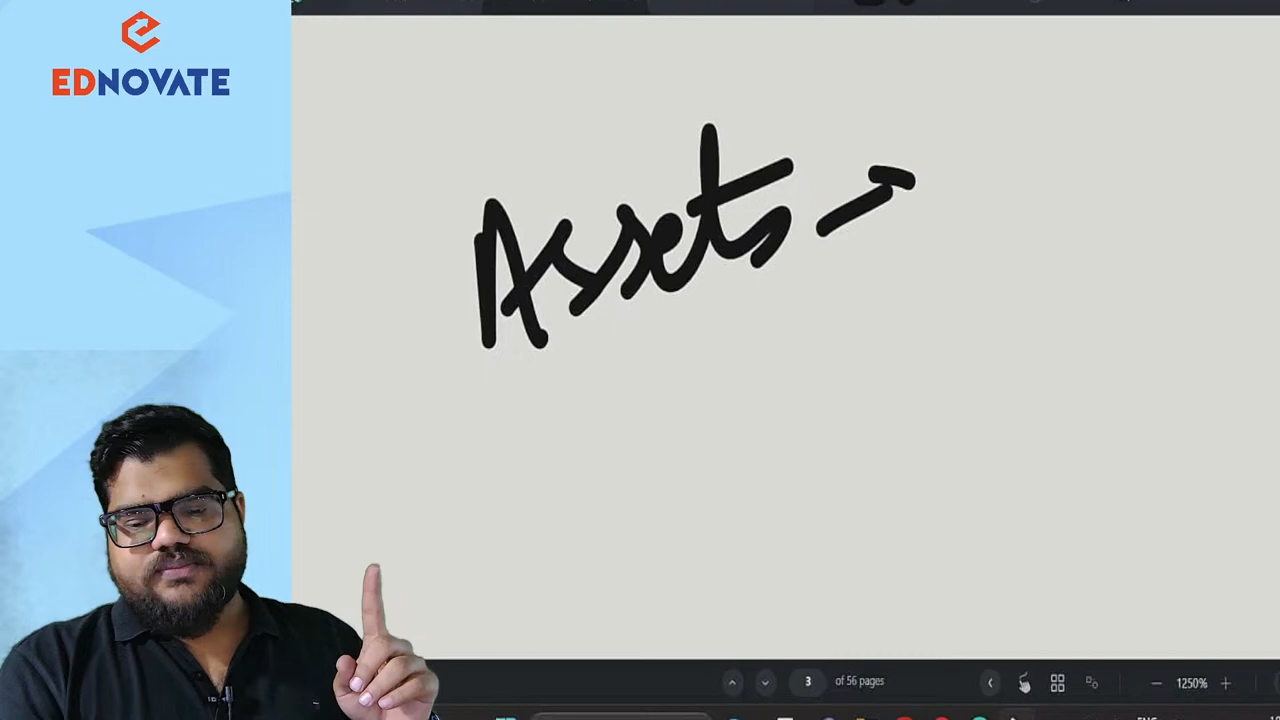 EDNOVATE
Assets →
3 of 56 pages
1250%